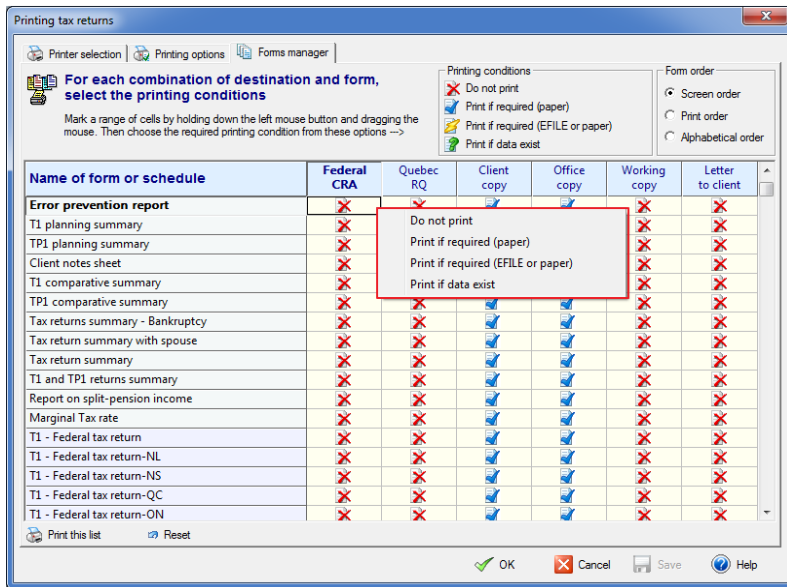 Printing tax returns
Printer selection
Printing options
Forms manager
For each combination of destination and form,
select the printing conditions
Mark a range of cells by holding down the left mouse
button and dragging the
mouse. Then choose the required printing condition from these options --->
Printing conditions
Do not print
Print if required (paper)
Print if required (EFILE or paper)
Print if data exist
Form order
Screen order
Print order
Alphabetical order
Name of form or schedule
Federal
CRA
Quebec
RQ
Client
copy
Office
copy
Working
copy
Letter
to client
Error prevention report
T1 planning summary
TP1 planning summary
Client notes sheet
T1 comparative summary
TP1 comparative summary
Tax returns summary - Bankruptcy
Tax return summary with spouse
Tax return summary
T1 and TP1 returns summary
Report on split-pension income
Marginal Tax rate
T1 - Federal tax return
T1 - Federal tax return-NL
T1 - Federal tax return-NS
T1 - Federal tax return-QC
T1 - Federal tax return-ON
Do not print
Print if required (paper)
Print if required (EFILE or paper)
Print if data exist
Print this list
Reset
OK
Cancel
Save
Help